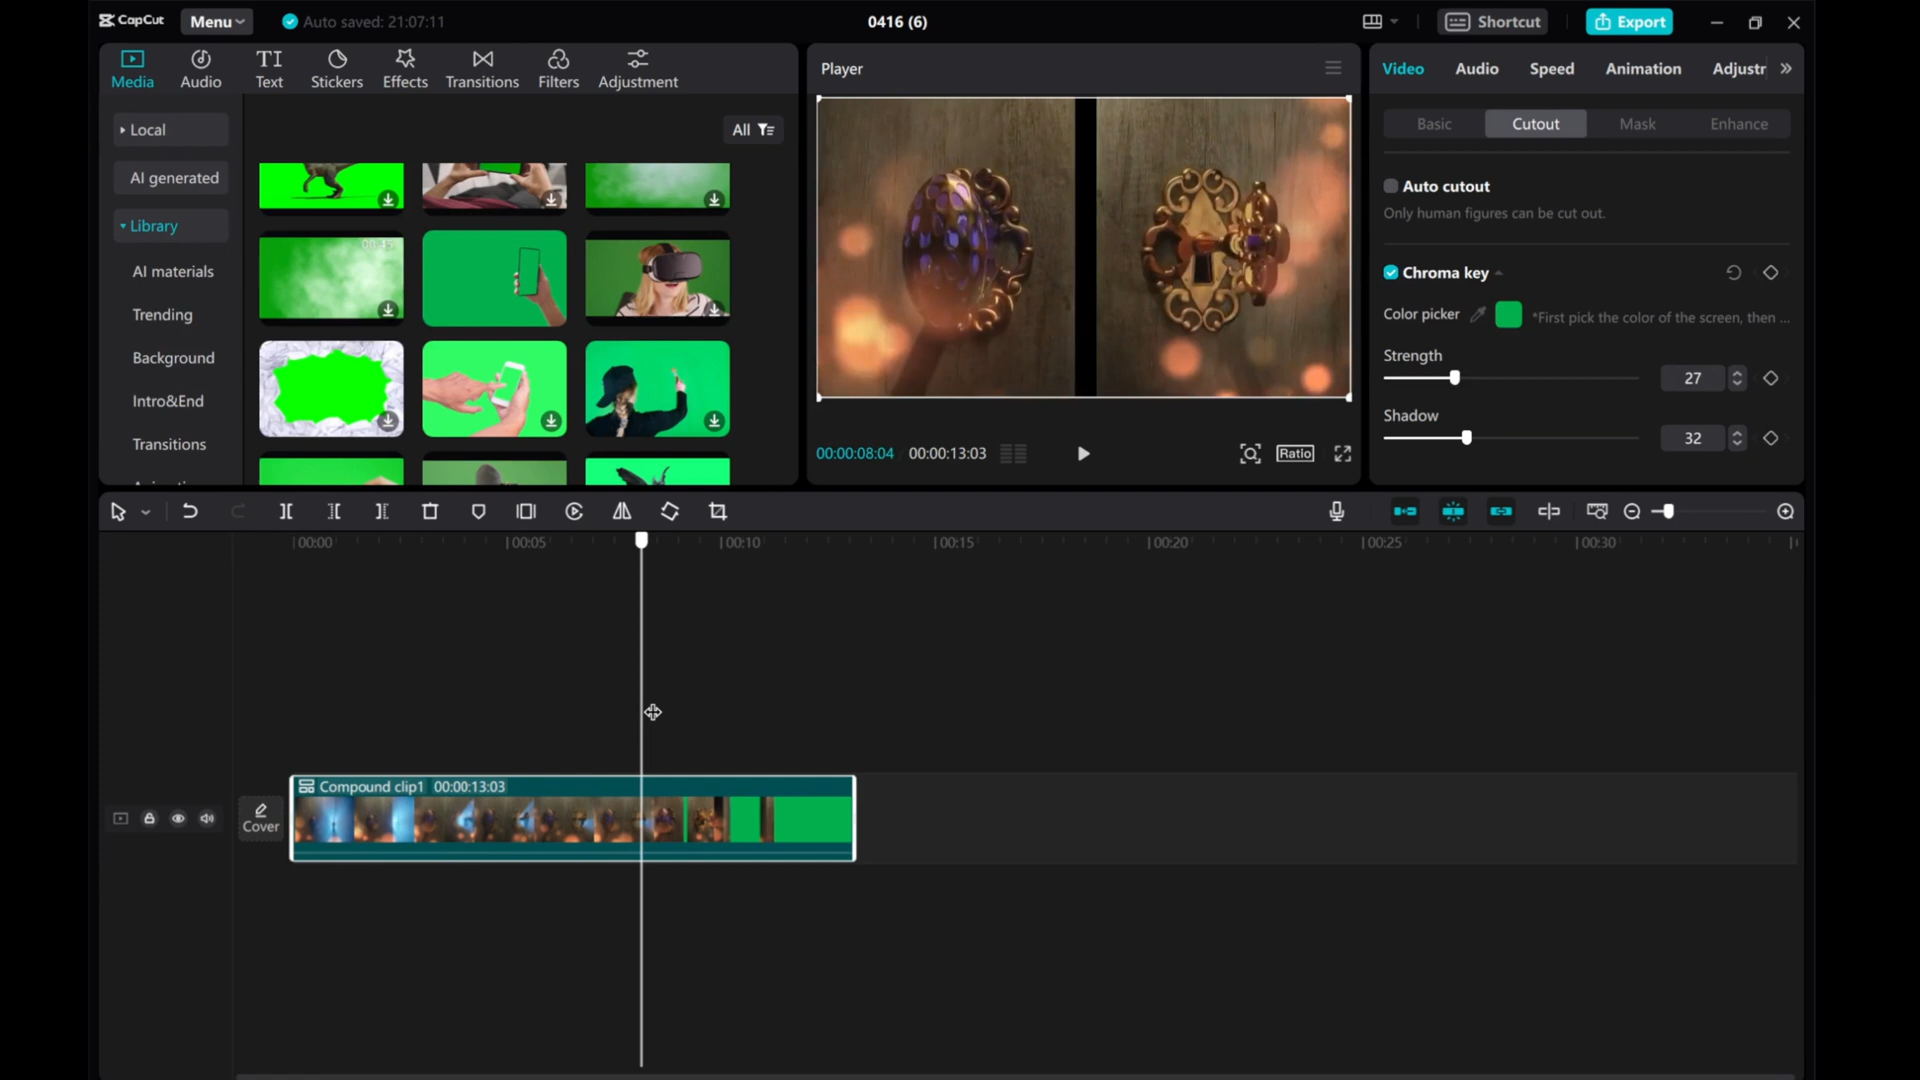 CapCut
Menu
Auto saved: 21:07:11
0416 (6)
Shortcut
Export
Media
Audio
Text
Stickers
Effects
Transitions
Filters
Adjustment
Local
AI generated
Library
AI materials
Trending
Background
Intro&End
Transitions
All
00:45
Player
00:00:08:04
00:00:13:03
Ratio
Video
Audio
Speed
Animation
Adjustr
Basic
Cutout
Mask
Enhance
Auto cutout
Only human figures can be cut out.
Chroma key
Color picker
*First pick the color of the screen, then ...
Strength
27
Shadow
32
00:00
00:05
00:10
00:15
00:20
00:25
00:30
Cover
Compound clip1 00:00:13:03